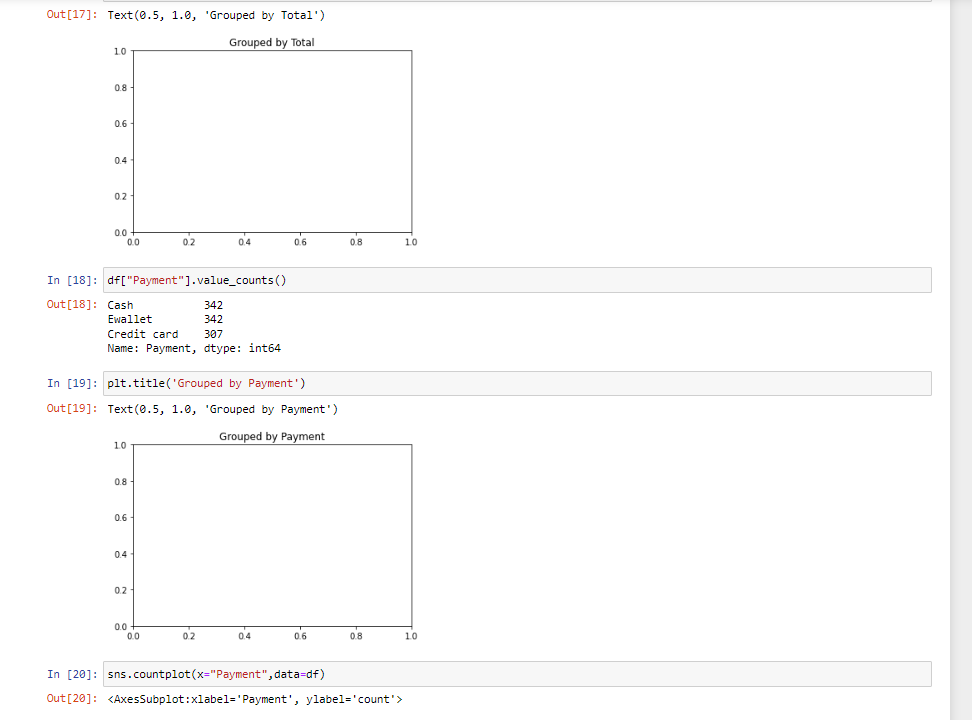 Out[17]: Text(0.5, 1.0, 'Grouped by Total')
Grouped by Total
1.0
0.8
0.6
0.4
0.2
0.0
0.0 0.2 0.4 0.6 0.8 1.0
In [18]: df["Payment"].value_counts()
Out[18]: Cash 342
Ewallet 342
Credit card 307
Name: Payment, dtype: int64
In [19]: plt.title('Grouped by Payment')
Out[19]: Text(0.5, 1.0, 'Grouped by Payment')
Grouped by Payment
1.0
0.8
0.6
0.4
0.2
0.0
0.0 0.2 0.4 0.6 0.8 1.0
In [20]: sns.countplot(x="Payment",data=df)
Out[20]: <AxesSubplot:xlabel='Payment', ylabel='count'>